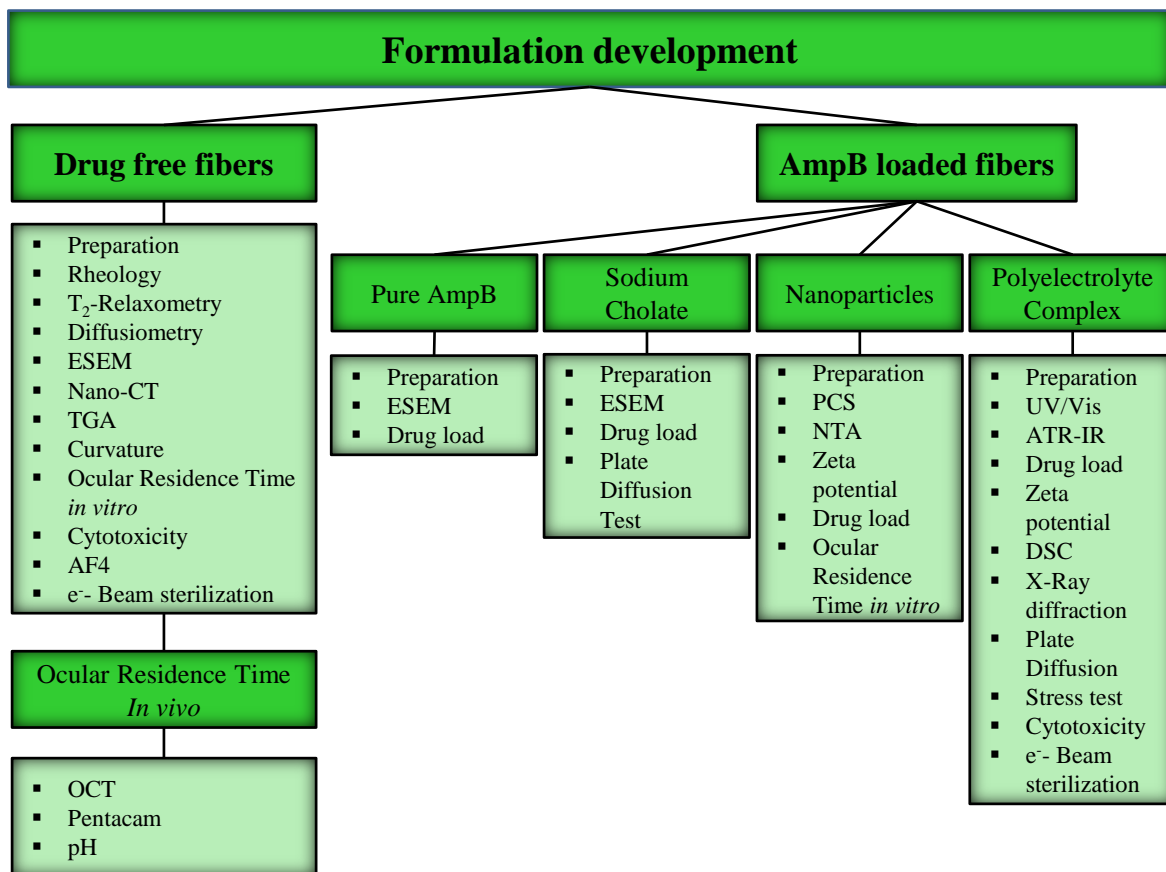 Formulation development
Drug free fibers
▪ Preparation
▪ Rheology
▪ T₂-Relaxometry
▪ Diffusiometry
▪ ESEM
▪ Nano-CT
▪ TGA
▪ Curvature
▪ Ocular Residence Time
in vitro
▪ Cytotoxicity
▪ AF4
▪ e⁻- Beam sterilization
Ocular Residence Time
In vivo
▪ OCT
▪ Pentacam
▪ pH
AmpB loaded fibers
Pure AmpB
▪ Preparation
▪ ESEM
▪ Drug load
Sodium
Cholate
▪ Preparation
▪ ESEM
▪ Drug load
▪ Plate
Diffusion
Test
Nanoparticles
▪ Preparation
▪ PCS
▪ NTA
▪ Zeta
potential
▪ Drug load
▪ Ocular
Residence
Time in vitro
Polyelectrolyte
Complex
▪ Preparation
▪ UV/Vis
▪ ATR-IR
▪ Drug load
▪ Zeta
potential
▪ DSC
▪ X-Ray
diffraction
▪ Plate
Diffusion
▪ Stress test
▪ Cytotoxicity
▪ e⁻- Beam
sterilization